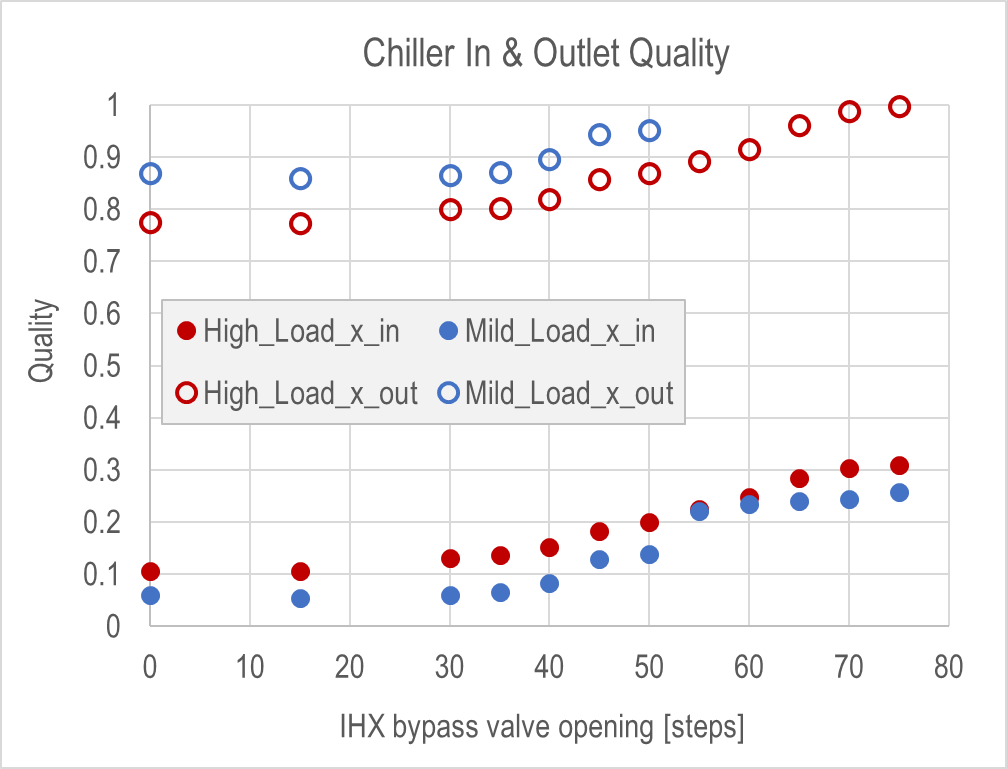 Chiller In & Outlet Quality
1
0.9
0.8
0.7
0.6
0.5
0.4
0.3
0.2
0.1
0
Quality
High_Load_x_in Mild_Load_x_in
High_Load_x_out Mild_Load_x_out
0 10 20 30 40 50 60 70 80
IHX bypass valve opening [steps]